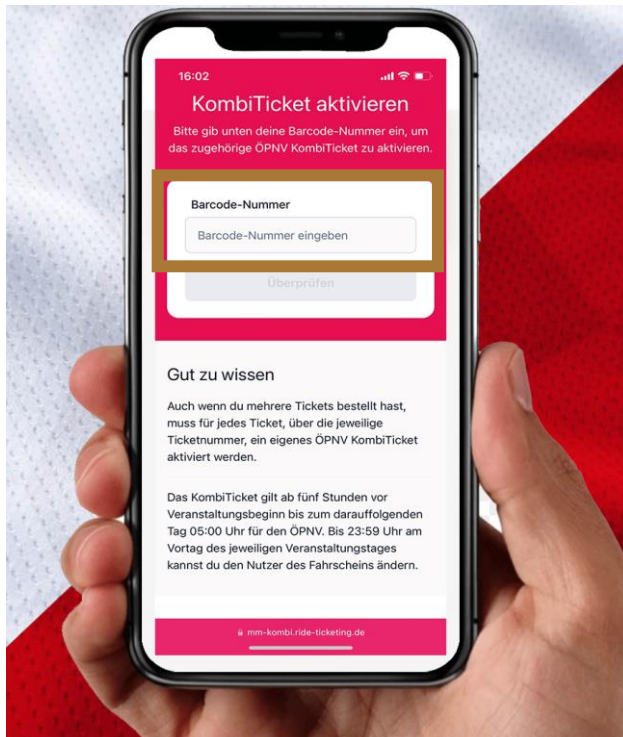 16:02
KombiTicket aktivieren
Bitte gib unten deine Barcode-Nummer ein, um
das zugehörige ÖPNV KombiTicket zu aktivieren.
Barcode-Nummer
Barcode-Nummer eingeben
Überprüfen
Gut zu wissen
Auch wenn du mehrere Tickets bestellt hast,
muss für jedes Ticket, über die jeweilige
Ticketnummer, ein eigenes ÖPNV KombiTicket
aktiviert werden.
Das KombiTicket gilt ab fünf Stunden vor
Veranstaltungsbeginn bis zum darauffolgenden
Tag 05:00 Uhr für den ÖPNV. Bis 23:59 Uhr am
Vortag des jeweiligen Veranstaltungstages
kannst du den Nutzer des Fahrscheins ändern.
mm-kombi.ride-ticketing.de